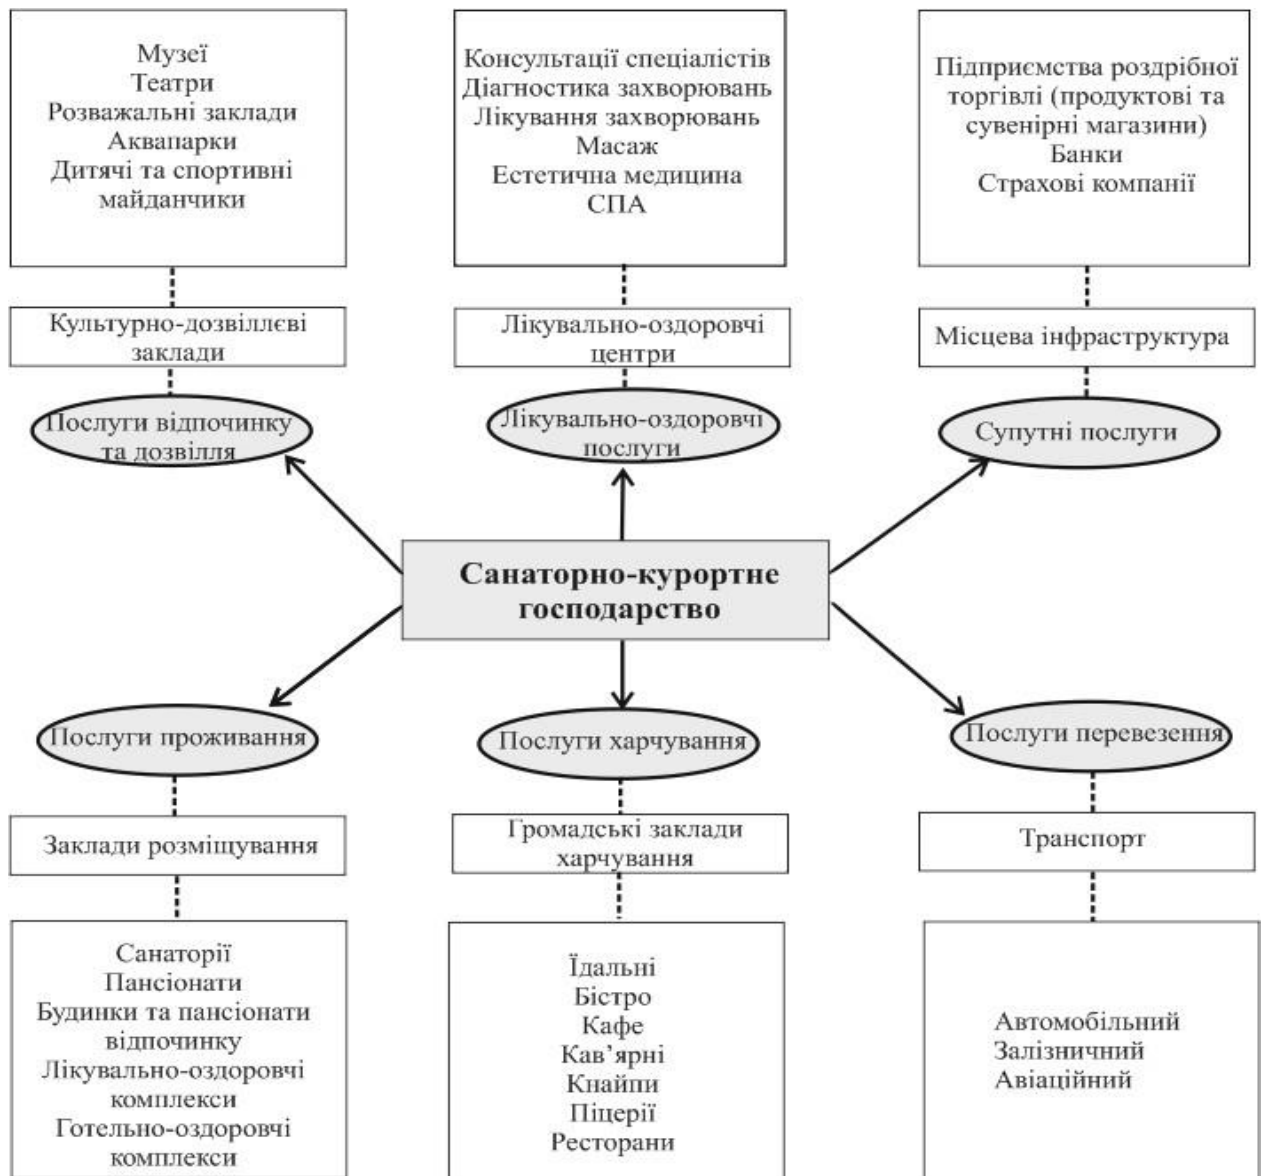 Музеї
Театри
Розважальні заклади
Аквапарки
Дитячі та спортивні
майданчики
Консультації спеціалістів
Діагностика захворювань
Лікування захворювань
Масаж
Естетична медицина
СПА
Підприємства роздрібної
торгівлі (продуктові та
сувенірні магазини)
Банки
Страхові компанії
Культурно-дозвіллєві
заклади
Лікувально-оздоровчі
центри
Місцева інфраструктура
Послуги відпочинку
та дозвілля
Лікувально-оздоровчі
послуги
Супутні послуги
Санаторно-курортне
господарство
Послуги проживання
Послуги харчування
Послуги перевезення
Заклади розміщування
Громадські заклади
харчування
Транспорт
Санаторії
Пансіонати
Будинки та пансіонати
відпочинку
Лікувально-оздоровчі
комплекси
Готельно-оздоровчі
комплекси
Їдальні
Бістро
Кафе
Кав’ярні
Кнайпи
Піцерії
Ресторани
Автомобільний
Залізничний
Авіаційний